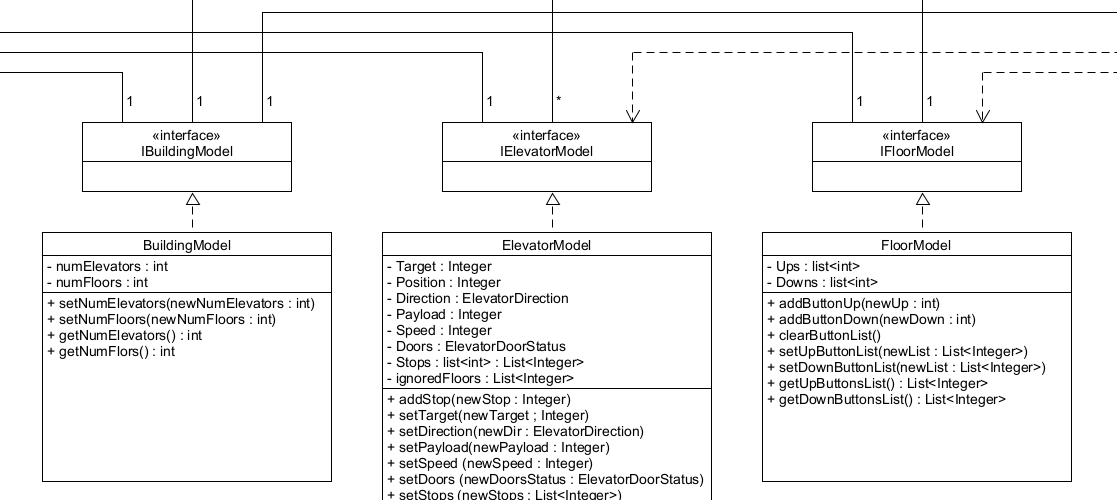 1
1
1
1
*
1
1
«interface»
IBuildingModel
«interface»
IElevatorModel
«interface»
IFloorModel
BuildingModel
- numElevators : int
- numFloors : int
+ setNumElevators(newNumElevators : int)
+ setNumFloors(newNumFloors : int)
+ getNumElevators() : int
+ getNumFlors() : int
ElevatorModel
- Target : Integer
- Position : Integer
- Direction : ElevatorDirection
- Payload : Integer
- Speed : Integer
- Doors : ElevatorDoorStatus
- Stops : list<int> : List<Integer>
- ignoredFloors : List<Integer>
+ addStop(newStop : Integer)
+ setTarget(newTarget ; Integer)
+ setDirection(newDir : ElevatorDirection)
+ setPayload(newPayload : Integer)
+ setSpeed (newSpeed : Integer)
+ setDoors (newDoorsStatus : ElevatorDoorStatus)
+ setStops (newStops : List<Integer>)
FloorModel
- Ups : list<int>
- Downs : list<int>
+ addButtonUp(newUp : int)
+ addButtonDown(newDown : int)
+ clearButtonList()
+ setUpButtonList(newList : List<Integer>)
+ setDownButtonList(newList : List<Integer>)
+ getUpButtonsList() : List<Integer>
+ getDownButtonsList() : List<Integer>